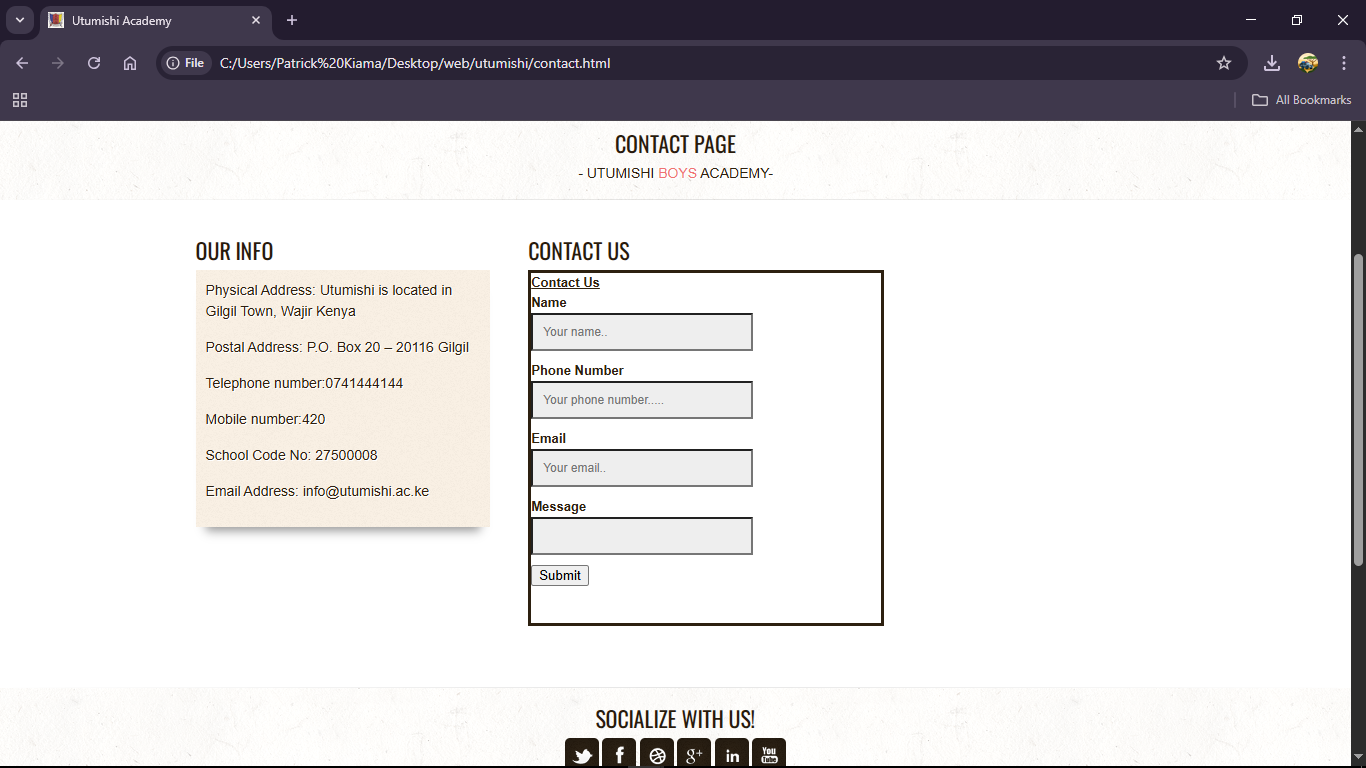 Utumishi Academy
File
C:/Users/Patrick%20Kiama/Desktop/web/utumishi/contact.html
All Bookmarks
CONTACT PAGE
- UTUMISHI BOYS ACADEMY-
OUR INFO
Physical Address: Utumishi is located in
Gilgil Town, Wajir Kenya
Postal Address: P.O. Box 20 – 20116 Gilgil
Telephone number:0741444144
Mobile number:420
School Code No: 27500008
Email Address: info@utumishi.ac.ke
CONTACT US
Contact Us
Name
Your name..
Phone Number
Your phone number.....
Email
Your email..
Message
Submit
SOCIALIZE WITH US!
f
g+
in
You
Tube